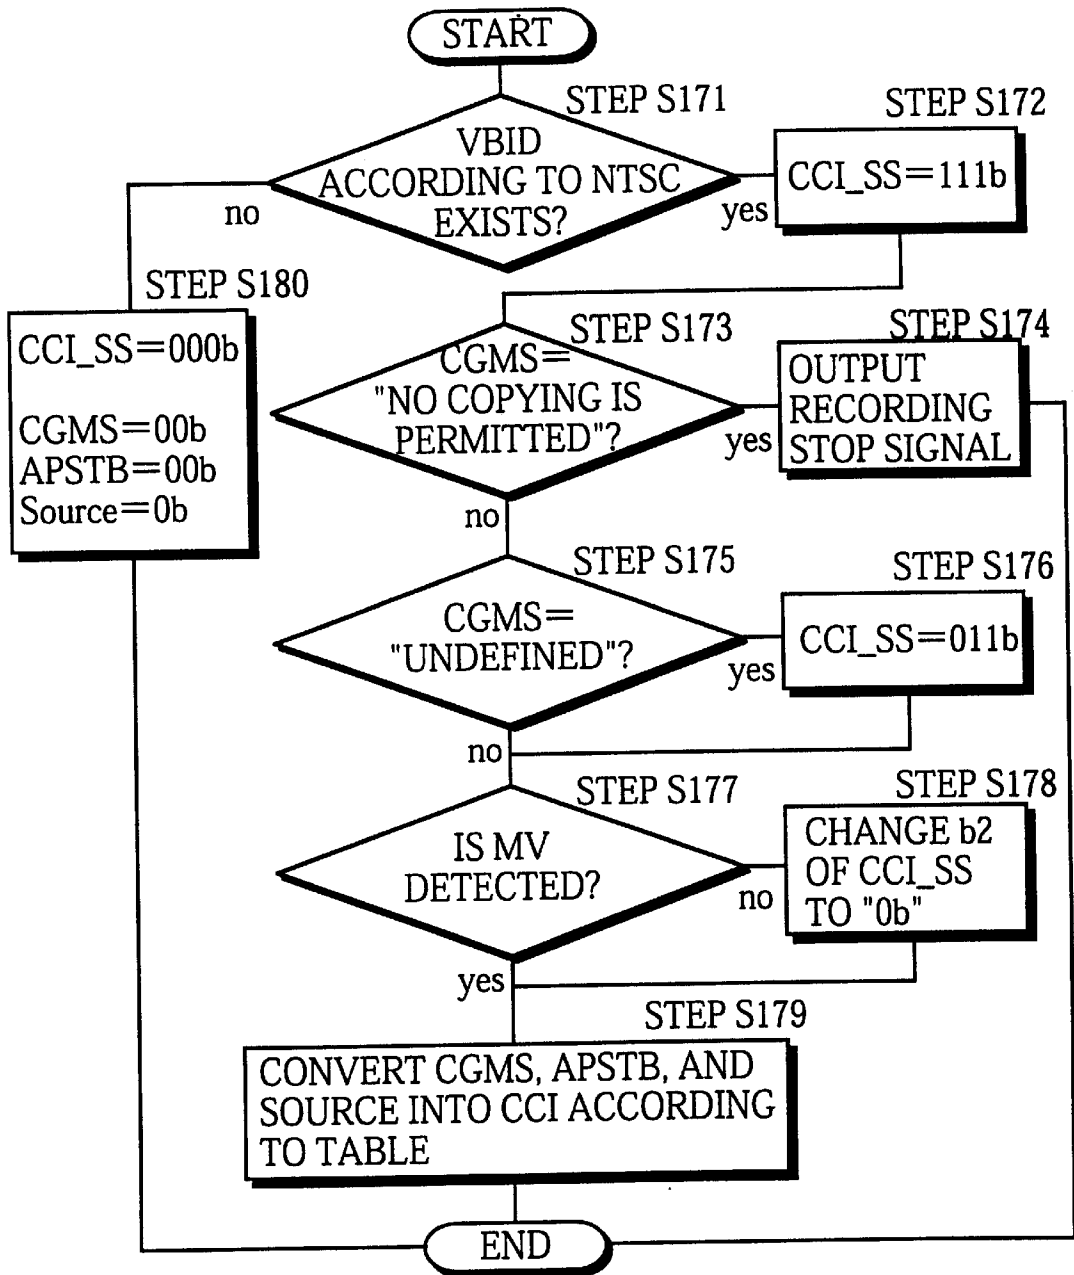 START
STEP S171
VBID
ACCORDING TO NTSC
EXISTS?
no
yes
STEP S172
CCI_SS=111b
STEP S180
CCI_SS=000b
CGMS=00b
APSTB=00b
Source=0b
STEP S173
CGMS=
"NO COPYING IS
PERMITTED"?
yes
no
STEP S174
OUTPUT
RECORDING
STOP SIGNAL
STEP S175
CGMS=
"UNDEFINED"?
yes
no
STEP S176
CCI_SS=011b
STEP S177
IS MV
DETECTED?
no
yes
STEP S178
CHANGE b2
OF CCI_SS
TO "0b"
STEP S179
CONVERT CGMS, APSTB, AND
SOURCE INTO CCI ACCORDING
TO TABLE
END